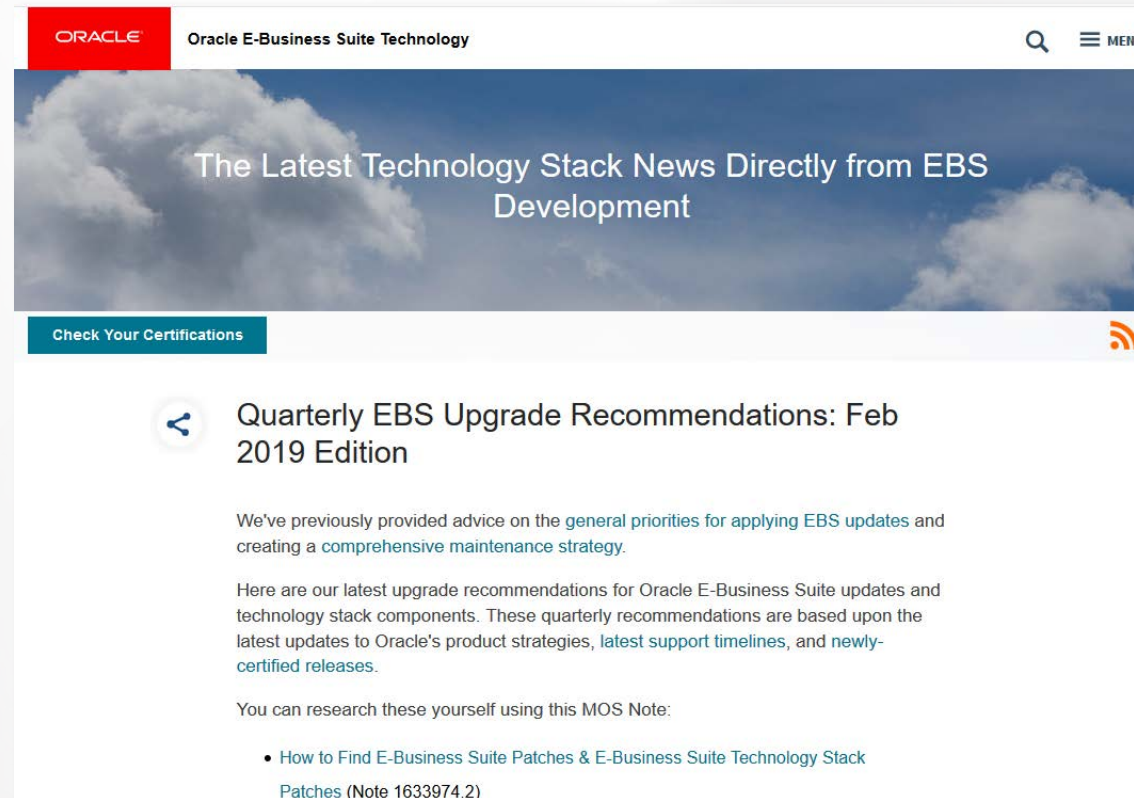 ORACLE
Oracle E-Business Suite Technology
MEN
The Latest Technology Stack News Directly from EBS
Development
Check Your Certifications
Quarterly EBS Upgrade Recommendations: Feb
2019 Edition
We've previously provided advice on the general priorities for applying EBS updates and
creating a comprehensive maintenance strategy.
Here are our latest upgrade recommendations for Oracle E-Business Suite updates and
technology stack components. These quarterly recommendations are based upon the
latest updates to Oracle's product strategies, latest support timelines, and newly-
certified releases.
You can research these yourself using this MOS Note:
• How to Find E-Business Suite Patches & E-Business Suite Technology Stack
Patches (Note 1633974.2)